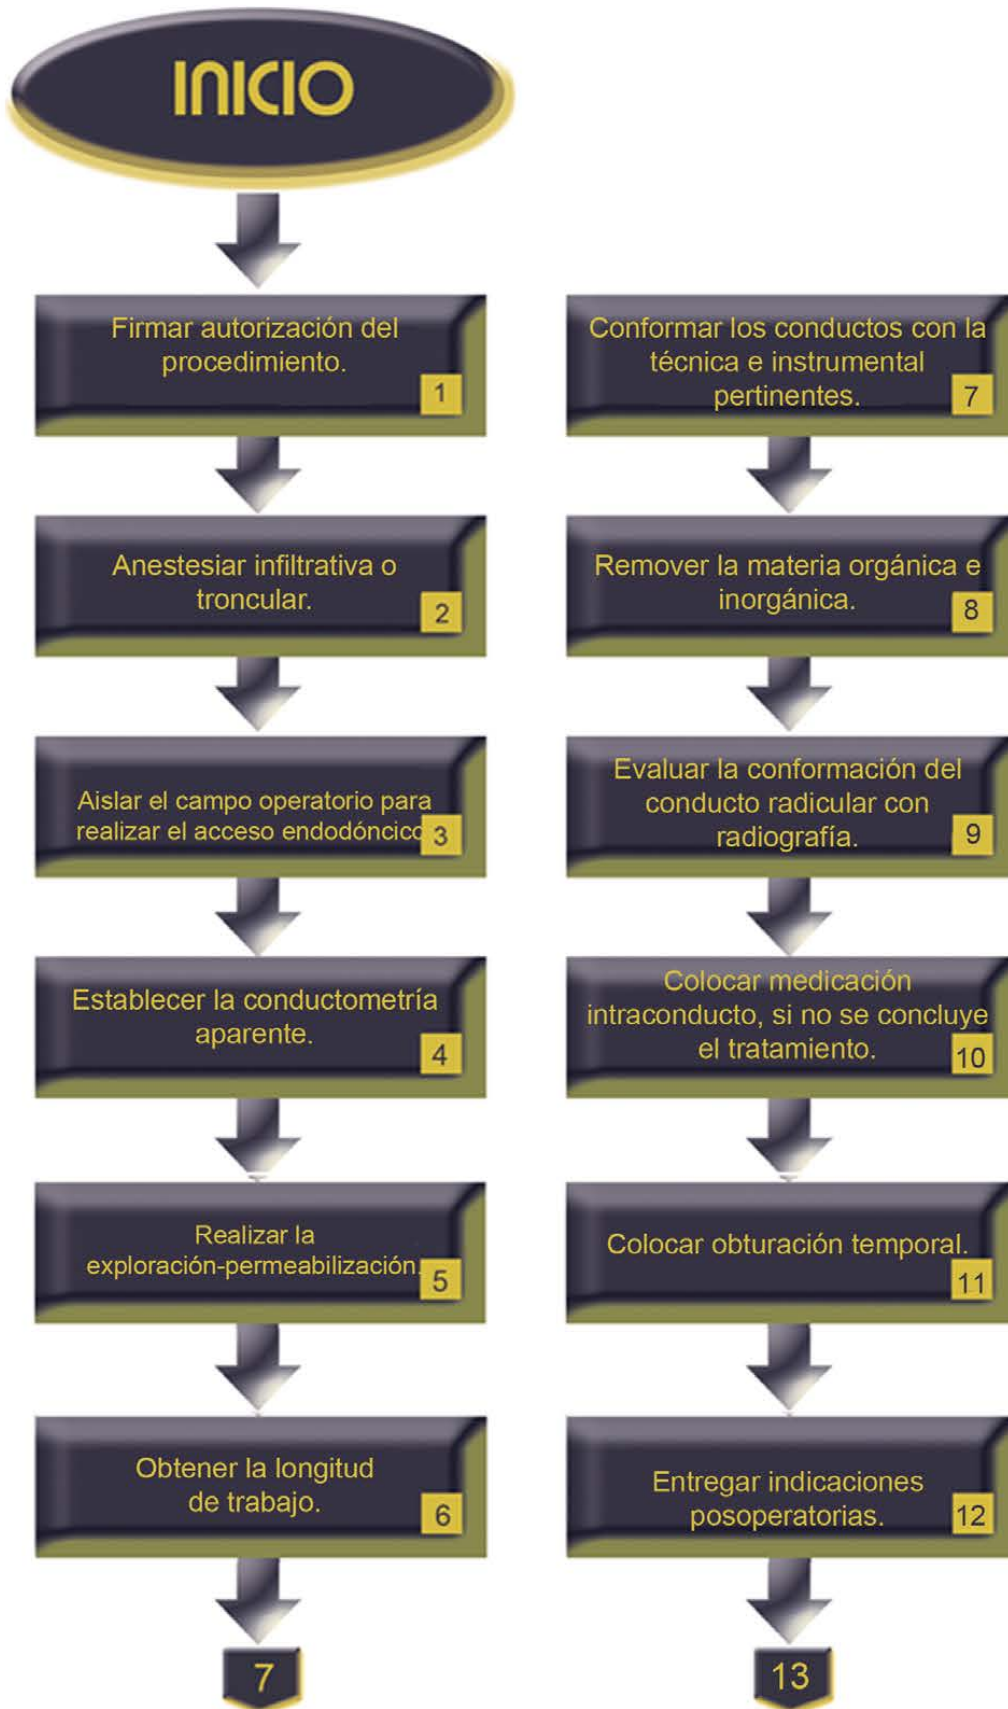 INICIO
Firmar autorización del
procedimiento.
1
Anestesiar infiltrativa o
troncular.
2
Aislar el campo operatorio para
realizar el acceso endodóncico
3
Establecer la conductometría
aparente.
4
Realizar la
exploración-permeabilización.
5
Obtener la longitud
de trabajo.
6
7
Conformar los conductos con la
técnica e instrumental
pertinentes.
7
Remover la materia orgánica e
inorgánica.
8
Evaluar la conformación del
conducto radicular con
radiografía.
9
Colocar medicación
intraconducto, si no se concluye
el tratamiento.
10
Colocar obturación temporal.
11
Entregar indicaciones
posoperatorias.
12
13